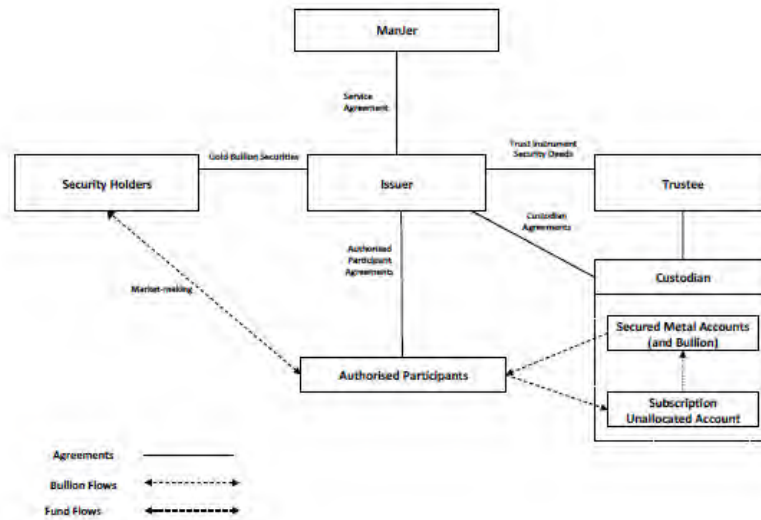 ManJer
Service
Agreement
Gold Bullion Securities
Trust Instrument
Security Deeds
Security Holders
Issuer
Trustee
Custodian
Agreements
Authorised
Participant
Agreements
Custodian
Market-making
Secured Metal Accounts
(and Bullion)
Authorised Participants
Subscription
Unallocated Account
Agreements
Bullion Flows
Fund Flows